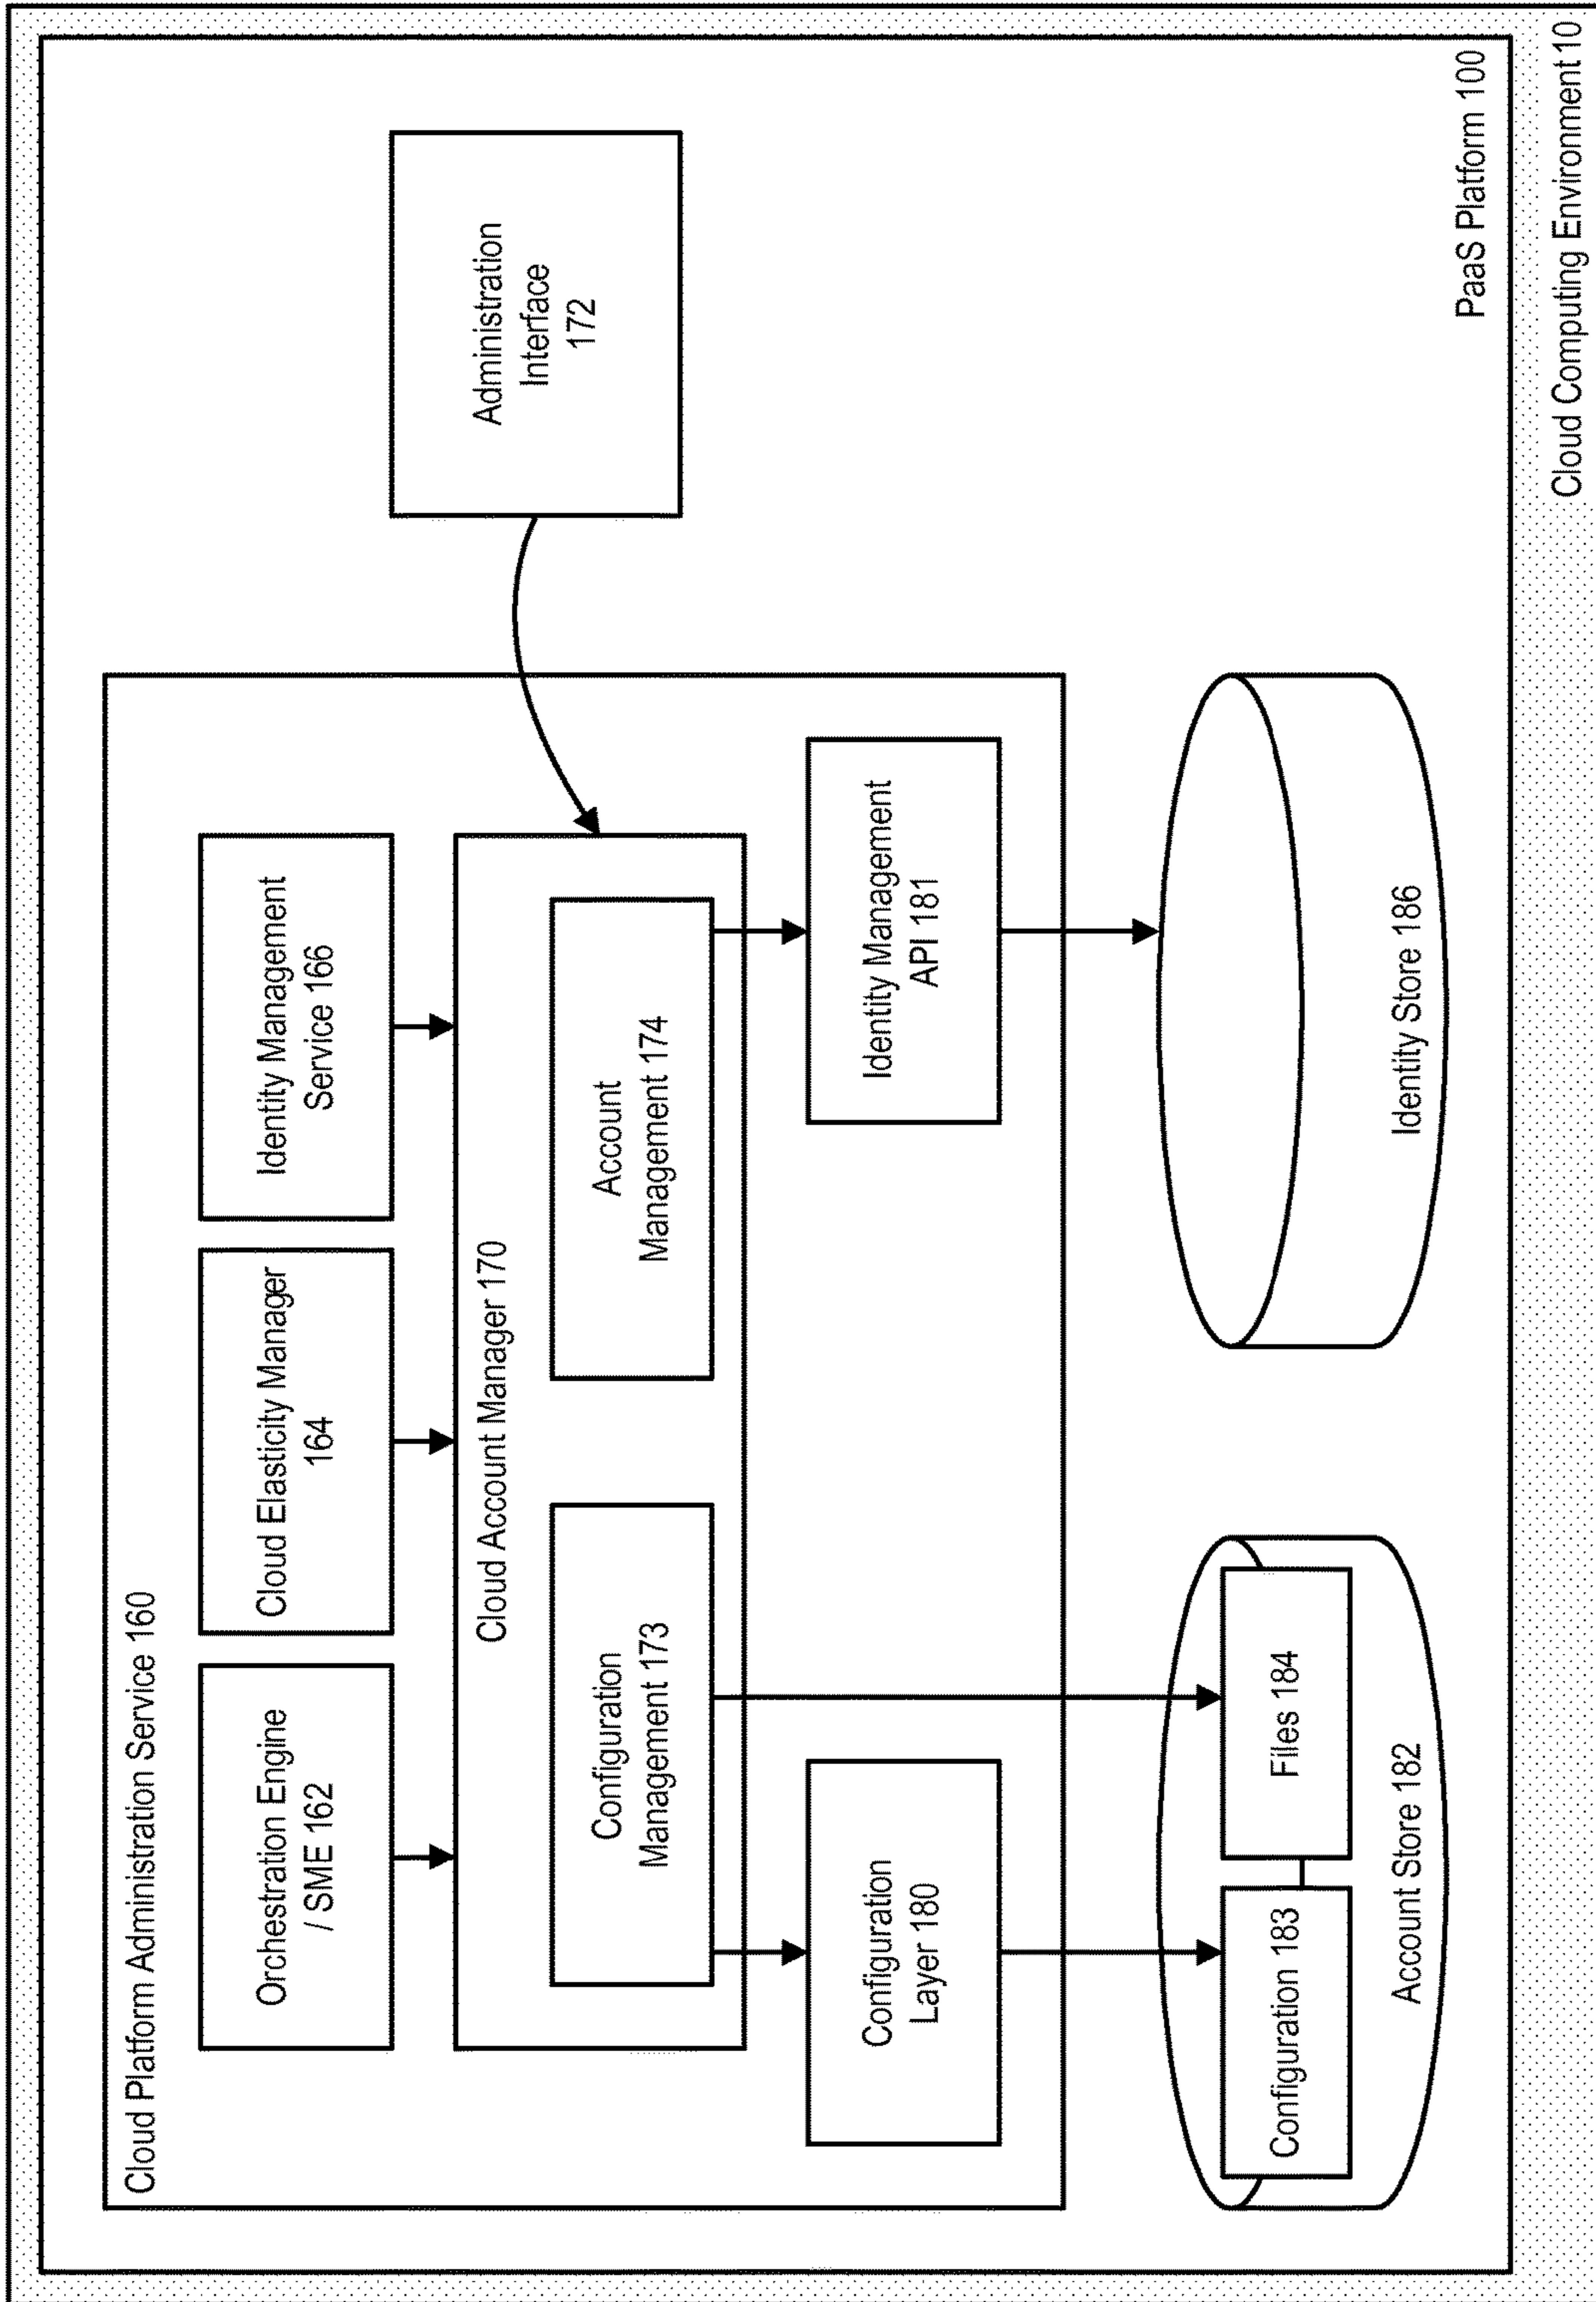 Cloud Platform Administration Service 160
Orchestration Engine
/ SME 162
Cloud Elasticity Manager
164
Identity Management
Service 166
Cloud Account Manager 170
Configuration
Management 173
Account
Management 174
Administration
Interface
172
Configuration
Layer 180
Identity Management
API 181
Configuration 183
Files 184
Account Store 182
Identity Store 186
PaaS Platform 100
Cloud Computing Environment 10